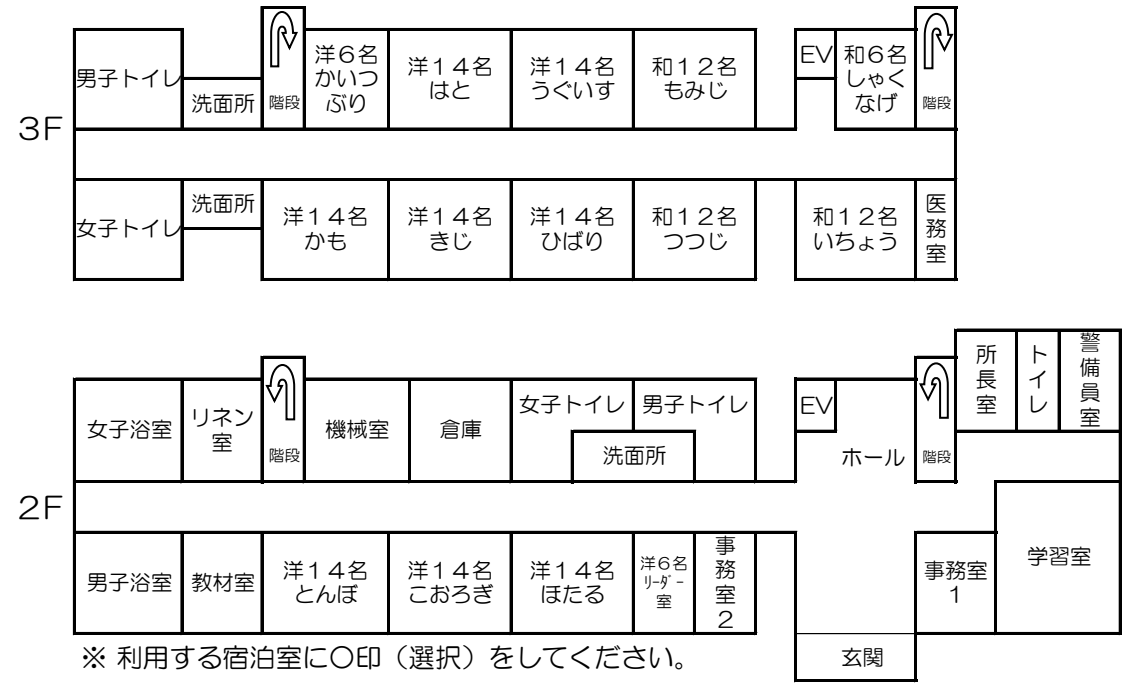 3F
男子トイレ
洗面所
階段
洋6名
かいつ
ぶり
洋14名
はと
洋14名
うぐいす
和12名
もみじ
EV
和6名
しゃく
なげ
階段
女子トイレ
洗面所
洋14名
かも
洋14名
きじ
洋14名
ひばり
和12名
つつじ
和12名
いちょう
医
務
室
2F
女子浴室
リネン
室
階段
機械室
倉庫
女子トイレ
男子トイレ
洗面所
EV
ホール
階段
所
長
室
ト
イ
レ
警
備
員
室
男子浴室
教材室
洋14名
とんぼ
洋14名
こおろぎ
洋14名
ほたる
洋6名
リーダー
室
事
務
室
2
事務室
1
学習室
玄関
※ 利用する宿泊室に〇印（選択）をしてください。